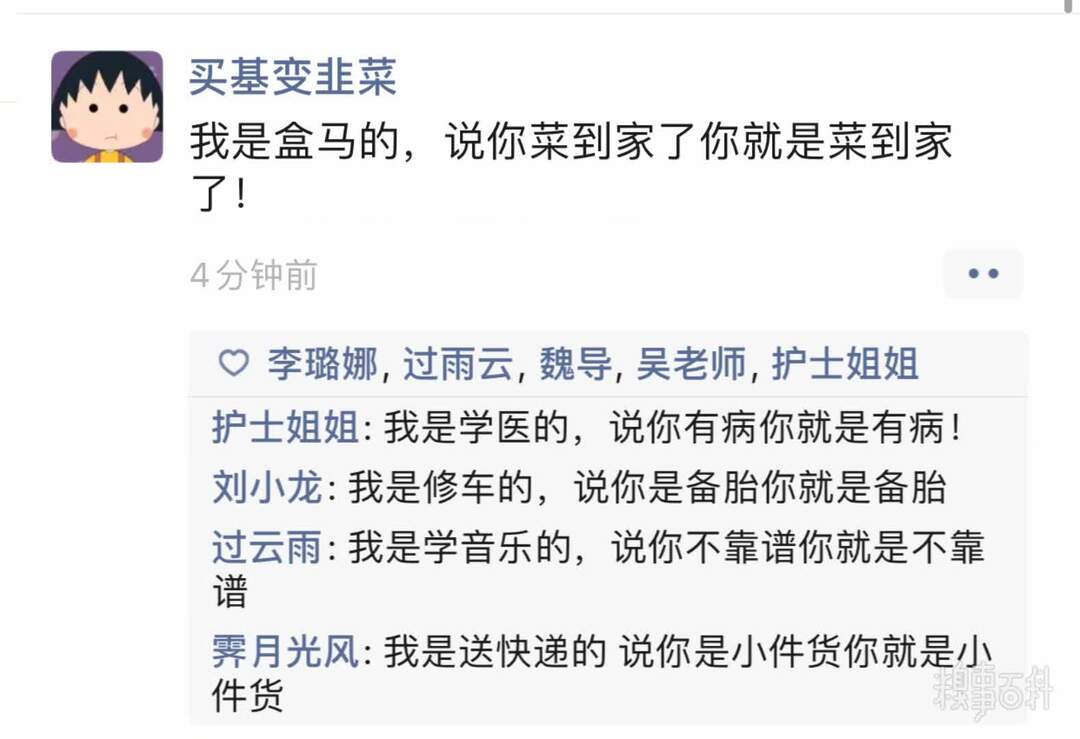 买基变韭菜
我是盒马的，说你菜到家了你就是菜到家
了！
4分钟前
李璐娜, 过雨云, 魏导, 吴老师, 护士姐姐
护士姐姐: 我是学医的，说你有病你就是有病！
刘小龙: 我是修车的，说你是备胎你就是备胎
过云雨: 我是学音乐的，说你不靠谱你就是不靠
谱
霁月光风: 我是送快递的 说你是小件货你就是小
件货
糗事百科